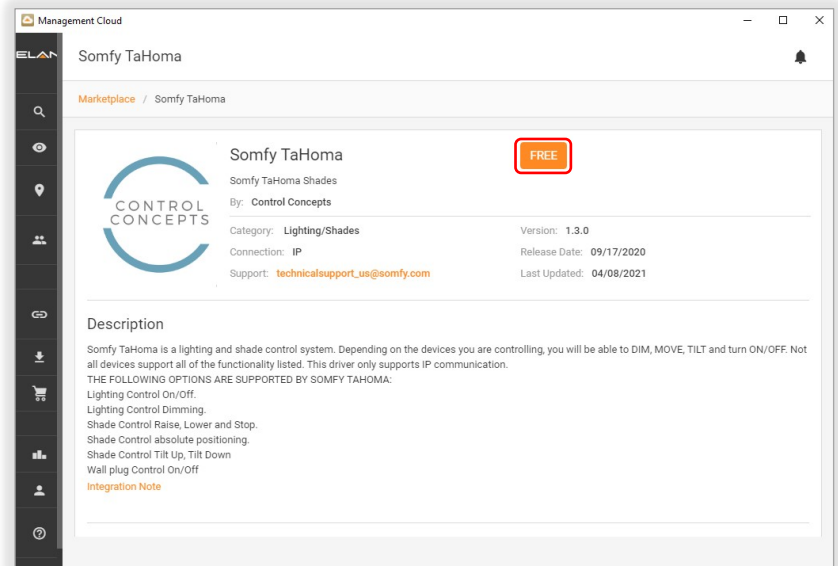 Management Cloud
ELAN
Somfy TaHoma
Marketplace / Somfy TaHoma
CONTROL
CONCEPTS
Somfy TaHoma
FREE
Somfy TaHoma Shades
By: Control Concepts
Category: Lighting/Shades
Version: 1.3.0
Connection: IP
Release Date: 09/17/2020
Support: technicalsupport_us@somfy.com
Last Updated: 04/08/2021
Description
Somfy TaHoma is a lighting and shade control system. Depending on the devices you are controlling, you will be able to DIM, MOVE, TILT and turn ON/OFF. Not
all devices support all of the functionality listed. This driver only supports IP communication.
THE FOLLOWING OPTIONS ARE SUPPORTED BY SOMFY TAHOMA:
Lighting Control On/Off.
Lighting Control Dimming.
Shade Control Raise, Lower and Stop.
Shade Control absolute positioning.
Shade Control Tilt Up, Tilt Down
Wall plug Control On/Off
Integration Note